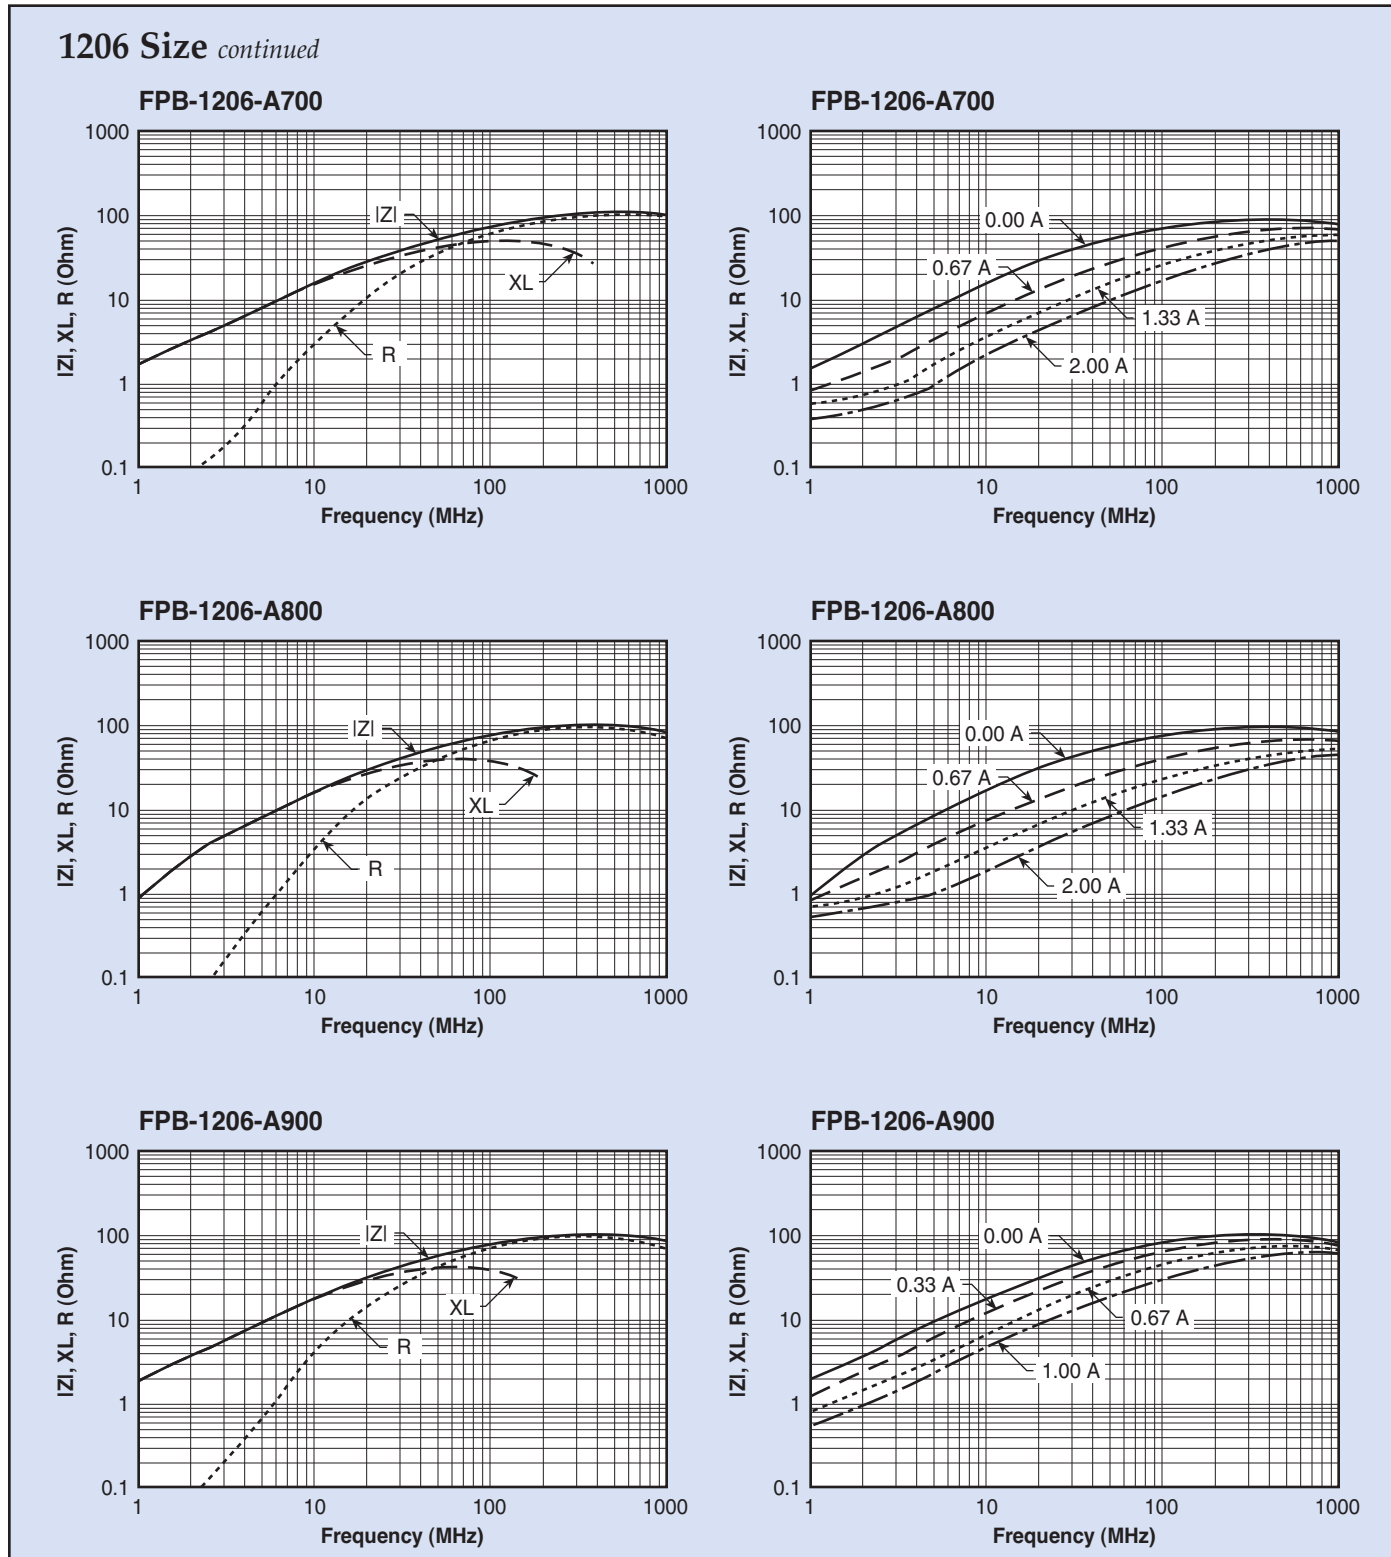 1206 Size continued
FPB-1206-A700
1000
100
10
1
0.1
|Z|, XL, R (Ohm)
|Z|
XL
R
1
10
100
1000
Frequency (MHz)
FPB-1206-A700
1000
100
10
1
0.1
|Z|, XL, R (Ohm)
0.00 A
0.67 A
1.33 A
2.00 A
1
10
100
1000
Frequency (MHz)
FPB-1206-A800
1000
100
10
1
0.1
|Z|, XL, R (Ohm)
|Z|
XL
R
1
10
100
1000
Frequency (MHz)
FPB-1206-A800
1000
100
10
1
0.1
|Z|, XL, R (Ohm)
0.00 A
0.67 A
1.33 A
2.00 A
1
10
100
1000
Frequency (MHz)
FPB-1206-A900
1000
100
10
1
0.1
|Z|, XL, R (Ohm)
|Z|
XL
R
1
10
100
1000
Frequency (MHz)
FPB-1206-A900
1000
100
10
1
0.1
|Z|, XL, R (Ohm)
0.00 A
0.33 A
0.67 A
1.00 A
1
10
100
1000
Frequency (MHz)